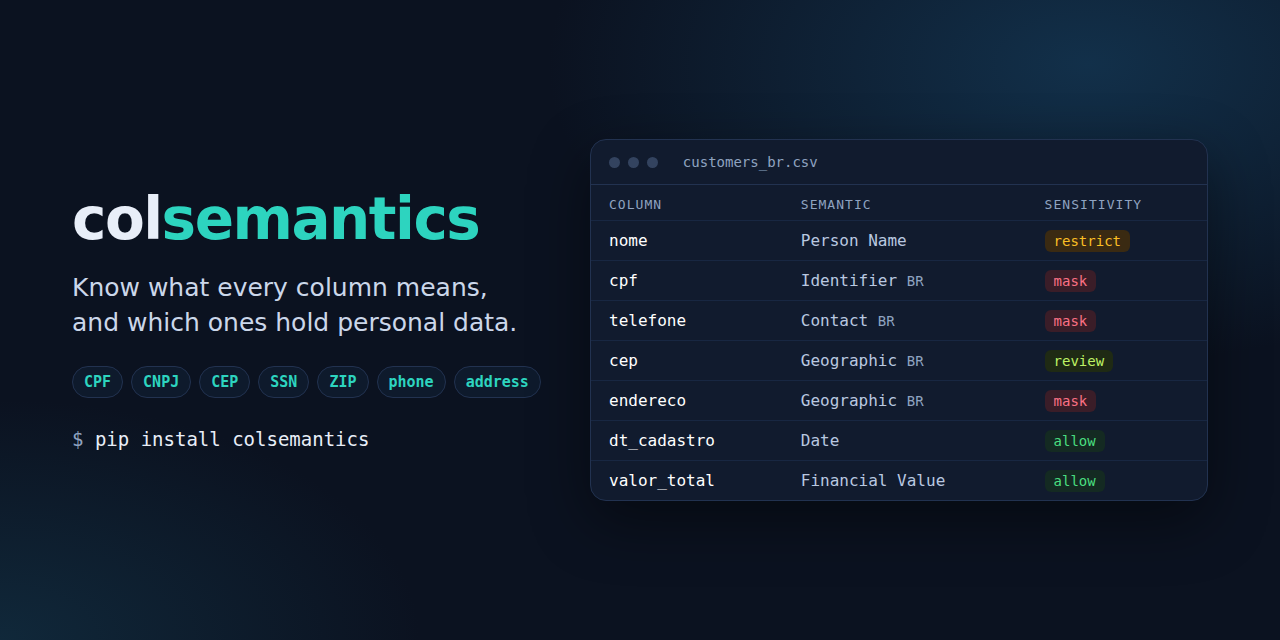 colsemantics
Know what every column means,
and which ones hold personal data.
CPF CNPJ CEP SSN ZIP phone address
$ pip install colsemantics
customers_br.csv
COLUMN SEMANTIC SENSITIVITY
nome Person Name restrict
cpf Identifier BR mask
telefone Contact BR mask
cep Geographic BR review
endereco Geographic BR mask
dt_cadastro Date allow
valor_total Financial Value allow